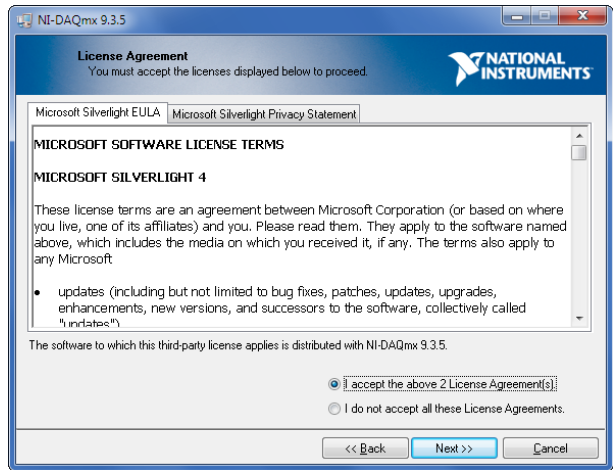 NI-DAQmx 9.3.5
License Agreement
You must accept the licenses displayed below to proceed.
NATIONAL
INSTRUMENTS
Microsoft Silverlight EULA
Microsoft Silverlight Privacy Statement
MICROSOFT SOFTWARE LICENSE TERMS
MICROSOFT SILVERLIGHT 4
These license terms are an agreement between Microsoft Corporation (or based on where
you live, one of its affiliates) and you. Please read them. They apply to the software named
above, which includes the media on which you received it, if any. The terms also apply to
any Microsoft
• updates (including but not limited to bug fixes, patches, updates, upgrades,
enhancements, new versions, and successors to the software, collectively called
"updates")
The software to which this third-party license applies is distributed with NI-DAQmx 9.3.5.
I accept the above 2 License Agreement(s).
I do not accept all these License Agreements.
<< Back
Next >>
Cancel